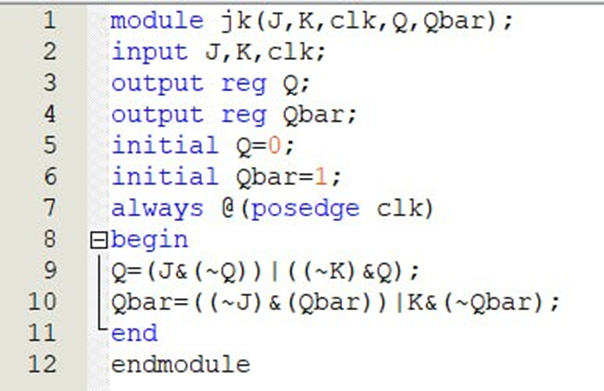 1 module jk(J,K,clk,Q,Qbar);
2 input J,K,clk;
3 output reg Q;
4 output reg Qbar;
5 initial Q=0;
6 initial Qbar=1;
7 always @(posedge clk)
8 begin
9 Q=(J&(~Q))|((~K)&Q);
10 Qbar=((~J)&(Qbar))|K&(~Qbar);
11 end
12 endmodule